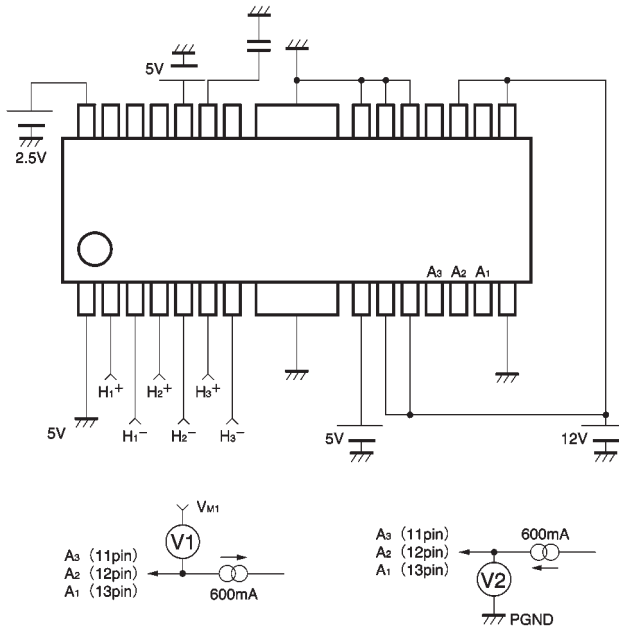 5V
2.5V
A3 A2 A1
H1+ H2+ H3+
5V H1− H2− H3− 5V 12V
VM1
V1
A3 (11pin)
A2 (12pin)
A1 (13pin)
600mA
A3 (11pin)
A2 (12pin)
A1 (13pin)
600mA
V2
PGND